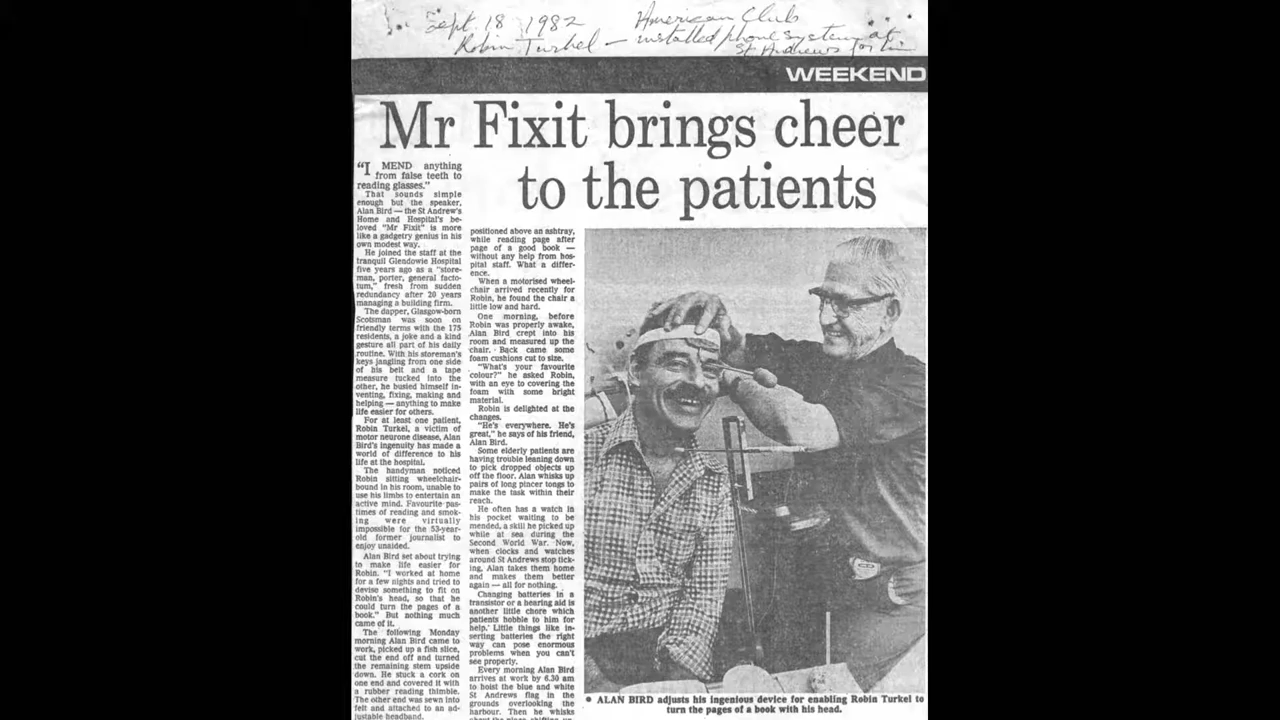 Sept. 18 1982 American Club
Robin Turkel — installed phone system at
St Andrews for him
WEEKEND
Mr Fixit brings cheer
to the patients
"I MEND anything
from false teeth to
reading glasses."
That sounds simple
enough but the speaker,
Alan Bird — the St Andrew's
Home and Hospital's be-
loved "Mr Fixit" is more
like a gadgetry genius in his
own modest way.
He joined the staff at the
tranquil Glendowie Hospital
five years ago as a "store-
man, porter, general facto-
tum," fresh from sudden
redundancy after 20 years
managing a building firm.
The dapper, Glasgow-born
Scotsman was soon on
friendly terms with the 175
residents, a joke and a kind
gesture all part of his daily
routine. With his storeman's
keys jangling from one side
of his belt and a tape
measure tucked into the
other, he busied himself in-
venting, fixing, making and
helping — anything to make
life easier for others.
For at least one patient,
Robin Turkel, a victim of
motor neurone disease, Alan
Bird's ingenuity has made a
world of difference to his
life at the hospital.
The handyman noticed
Robin sitting wheelchair-
bound in his room, unable to
use his limbs to entertain an
active mind. Favourite pas-
times of reading and smok-
ing were virtually
impossible for the 53-year-
old former journalist to
enjoy unaided.
Alan Bird set about trying
to make life easier for
Robin. "I worked at home
for a few nights and tried to
devise something to fit on
Robin's head, so that he
could turn the pages of a
book." But nothing much
came of it.
The following Monday
morning Alan Bird came to
work, picked up a fish slice,
cut the end off and turned
the remaining stem upside
down. He stuck a cork on
one end and covered it with
a rubber reading thimble.
The other end was sewn into
felt and attached to an ad-
justable headband.
positioned above an ashtray,
while reading page after
page of a good book —
without any help from hos-
pital staff. What a differ-
ence.
When a motorised wheel-
chair arrived recently for
Robin, he found the chair a
little low and hard.
One morning, before
Robin was properly awake,
Alan Bird crept into his
room and measured up the
chair. Back came some
foam cushions cut to size.
"What's your favourite
colour?" he asked Robin,
with an eye to covering the
foam with some bright
material.
Robin is delighted at the
changes.
"He's everywhere. He's
great," he says of his friend,
Alan Bird.
Some elderly patients are
having trouble leaning down
to pick dropped objects up
off the floor. Alan whisks up
pairs of long pincer tongs to
make the task within their
reach.
He often has a watch in
his pocket waiting to be
mended, a skill he picked up
while at sea during the
Second World War. Now,
when clocks and watches
around St Andrews stop tick-
ing, Alan takes them home
and makes them better
again — all for nothing.
Changing batteries in a
transistor or a hearing aid is
another little chore which
patients hobble to him for
help. Little things like in-
serting batteries the right
way can pose enormous
problems when you can't
see properly.
Every morning Alan Bird
arrives at work by 6.30 am
to hoist the blue and white
St Andrews flag in the
grounds overlooking the
harbour. Then he whisks
● ALAN BIRD adjusts his ingenious device for enabling Robin Turkel to
turn the pages of a book with his head.